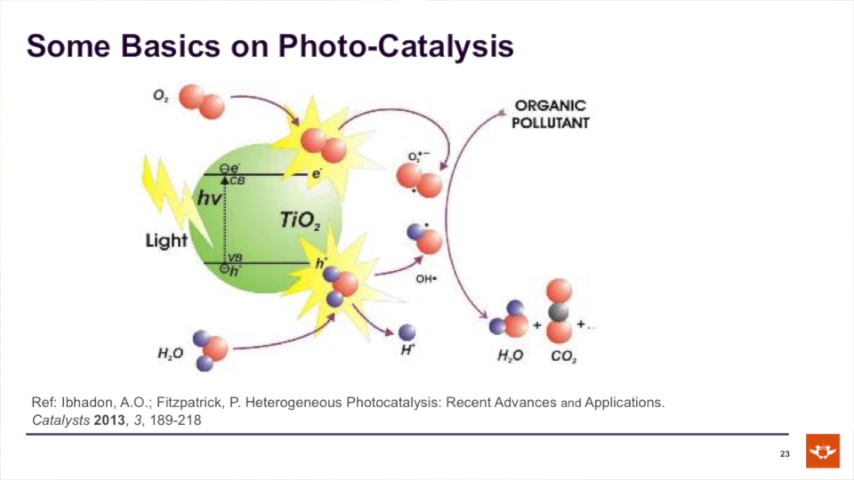 Some Basics on Photo-Catalysis
O₂
ORGANIC
POLLUTANT
O₂•−
⊖e⁻
e⁻
CB
hν
TiO₂
Light
VB
h⁺
⊖h⁺
OH•
H₂O
H⁺
+
+..
H₂O
CO₂
Ref: Ibhadon, A.O.; Fitzpatrick, P. Heterogeneous Photocatalysis: Recent Advances and Applications.
Catalysts 2013, 3, 189-218
23